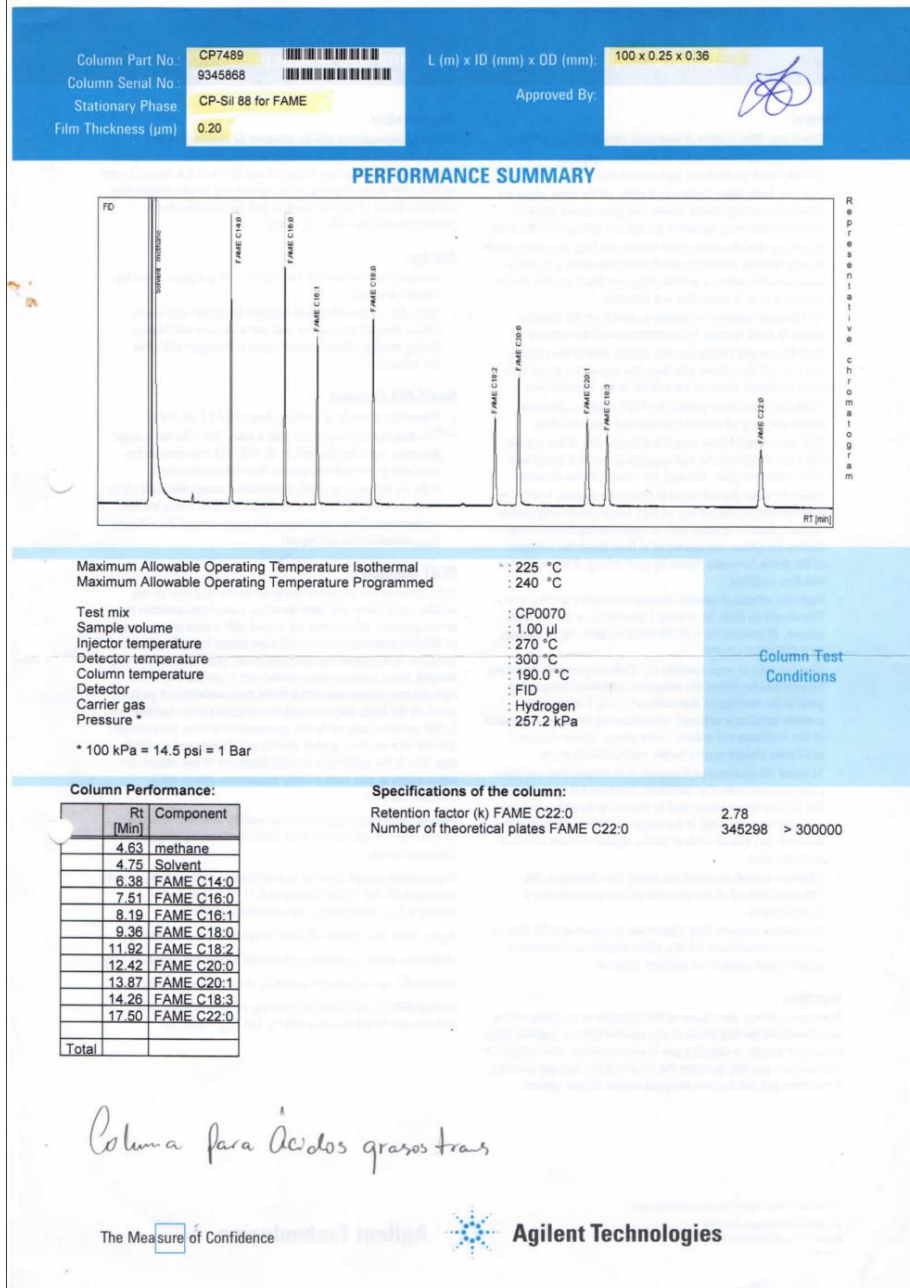 Column Part No.: CP7489
L (m) x ID (mm) x OD (mm): 100 x 0.25 x 0.36
Column Serial No.: 9345868
Stationary Phase: CP-Sil 88 for FAME
Approved By:
Film Thickness (µm): 0.20
PERFORMANCE SUMMARY
FID
Solvent methane
FAME C14:0
FAME C16:0
FAME C16:1
FAME C18:0
FAME C18:2
FAME C20:0
FAME C20:1
FAME C18:3
FAME C22:0
RT [min]
Representative chromatogram
Maximum Allowable Operating Temperature Isothermal : 225 °C
Maximum Allowable Operating Temperature Programmed : 240 °C
Test mix : CP0070
Sample volume : 1.00 µl
Injector temperature : 270 °C
Detector temperature : 300 °C
Column temperature : 190.0 °C
Detector : FID
Carrier gas : Hydrogen
Pressure * : 257.2 kPa
Column Test
Conditions
* 100 kPa = 14.5 psi = 1 Bar
Column Performance:
Rt [Min] Component
4.63 methane
4.75 Solvent
6.38 FAME C14:0
7.51 FAME C16:0
8.19 FAME C16:1
9.36 FAME C18:0
11.92 FAME C18:2
12.42 FAME C20:0
13.87 FAME C20:1
14.26 FAME C18:3
17.50 FAME C22:0
Total
Specifications of the column:
Retention factor (k) FAME C22:0 2.78
Number of theoretical plates FAME C22:0 345298 > 300000
Columna para Ácidos grasos trans
The Measure of Confidence
Agilent Technologies